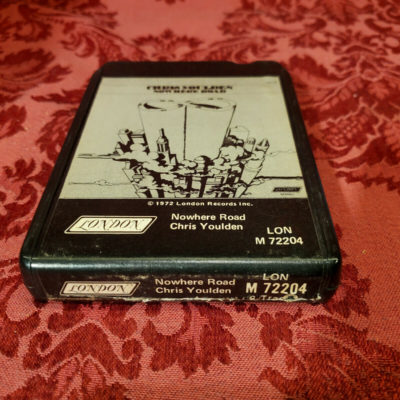 CHRIS YOULDEN
NOWHERE ROAD
© 1972 London Records Inc.
LONDON
Nowhere Road
Chris Youlden
LON
M 72204
LONDON
Nowhere Road
Chris Youlden
LON
M 72204